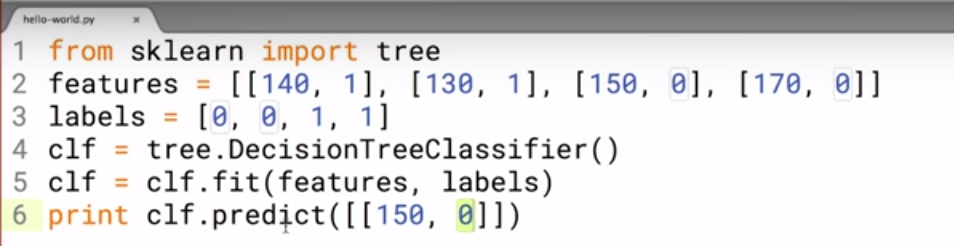 hello-world.py ×
1 from sklearn import tree
2 features = [[140, 1], [130, 1], [150, 0], [170, 0]]
3 labels = [0, 0, 1, 1]
4 clf = tree.DecisionTreeClassifier()
5 clf = clf.fit(features, labels)
6 print clf.predict([[150, 0]])